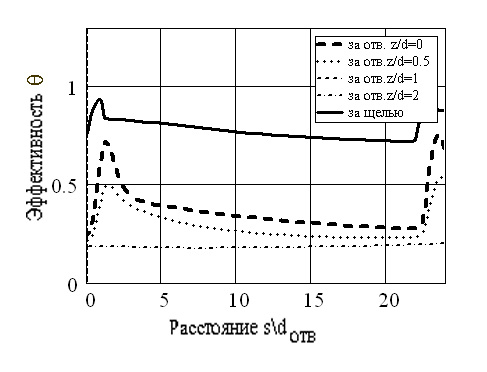 за отв. z/d=0
за отв.z/d=0.5
за отв.z/d=1
за отв.z/d=2
за щелью
Эффективность θ
1
0.5
0
0 5 10 15 20
Расстояние s\d отв